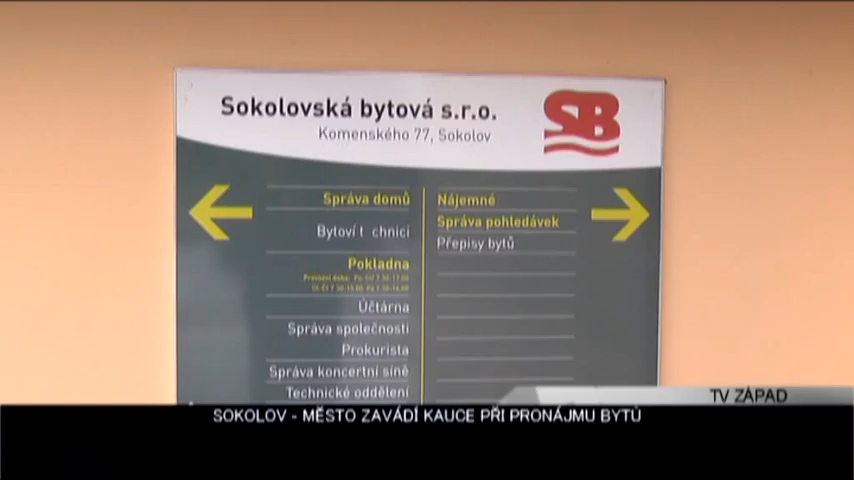 Sokolovská bytová s.r.o.
Komenského 77, Sokolov
SB
Správa domů
Bytoví t chnici
Pokladna
Účtárna
Správa společnosti
Prokurista
Správa koncertní síně
Technické oddělení
Nájemné
Správa pohledávek
Přepisy bytů
TV ZÁPAD
SOKOLOV - MĚSTO ZAVÁDÍ KAUCE PŘI PRONÁJMU BYTŮ